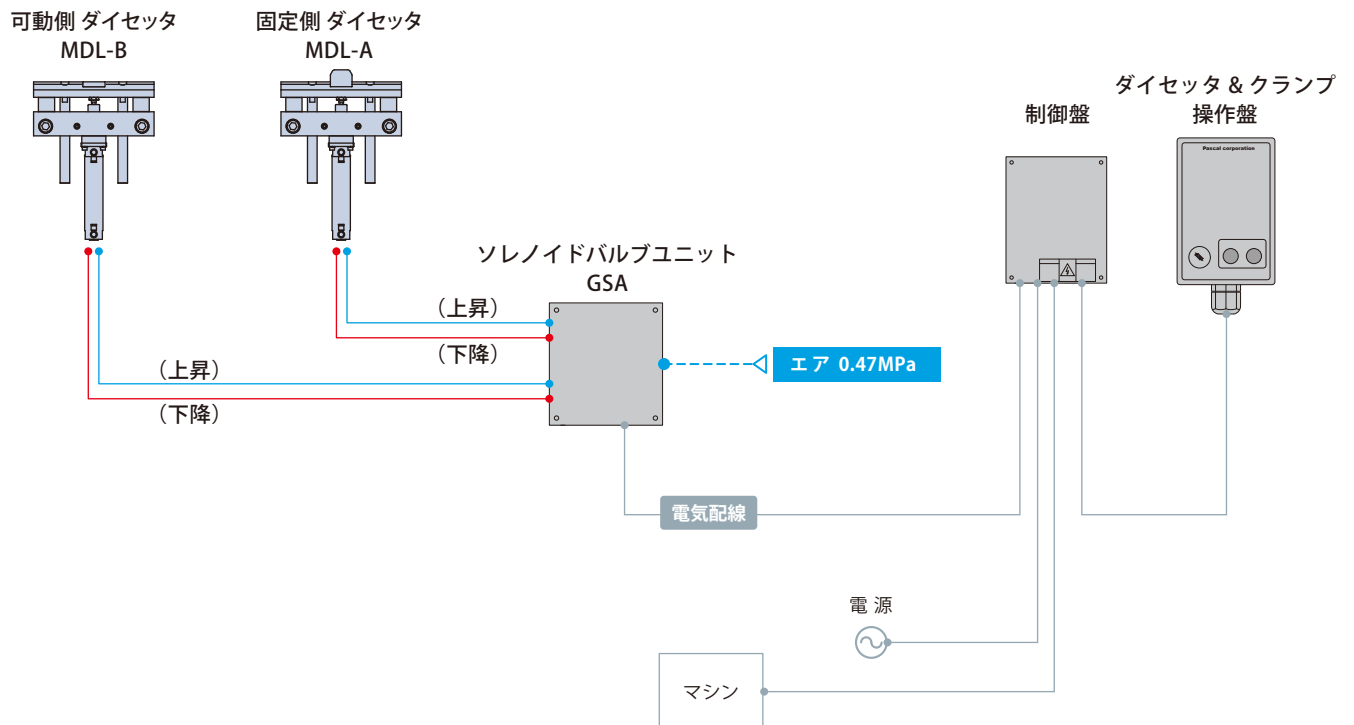 可動側 ダイセッタ
MDL-B
固定側 ダイセッタ
MDL-A
ダイセッタ & クランプ
操作盤
制御盤
Pascal corporation
ソレノイドバルブユニット
GSA
（上昇）
（下降）
エア 0.47MPa
（上昇）
（下降）
電気配線
電 源
マシン